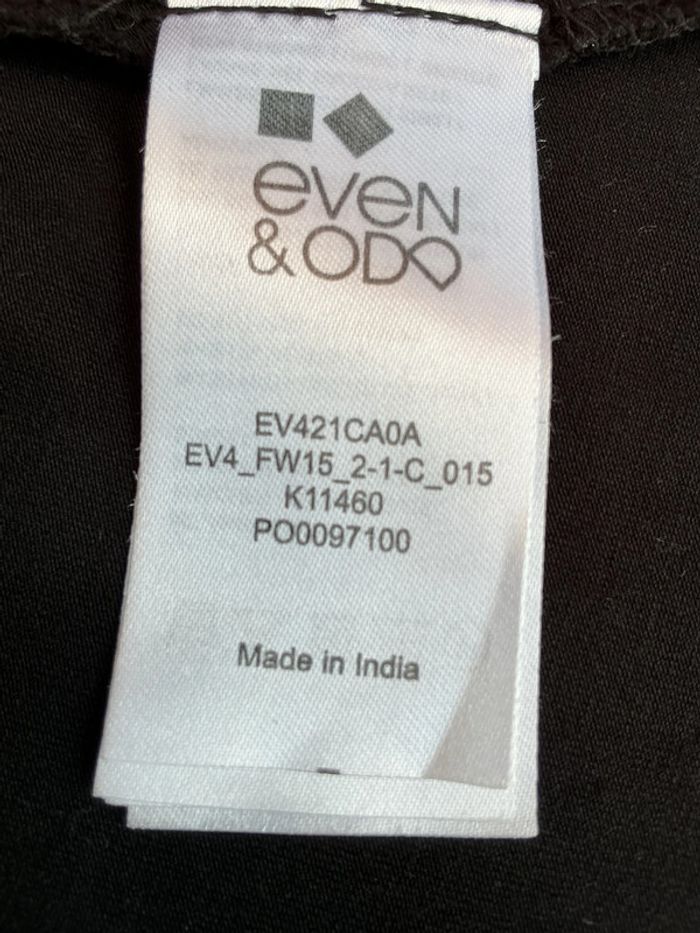 eveN
& ODD
EV421CA0A
EV4_FW15_2-1-C_015
K11460
PO0097100
Made in India